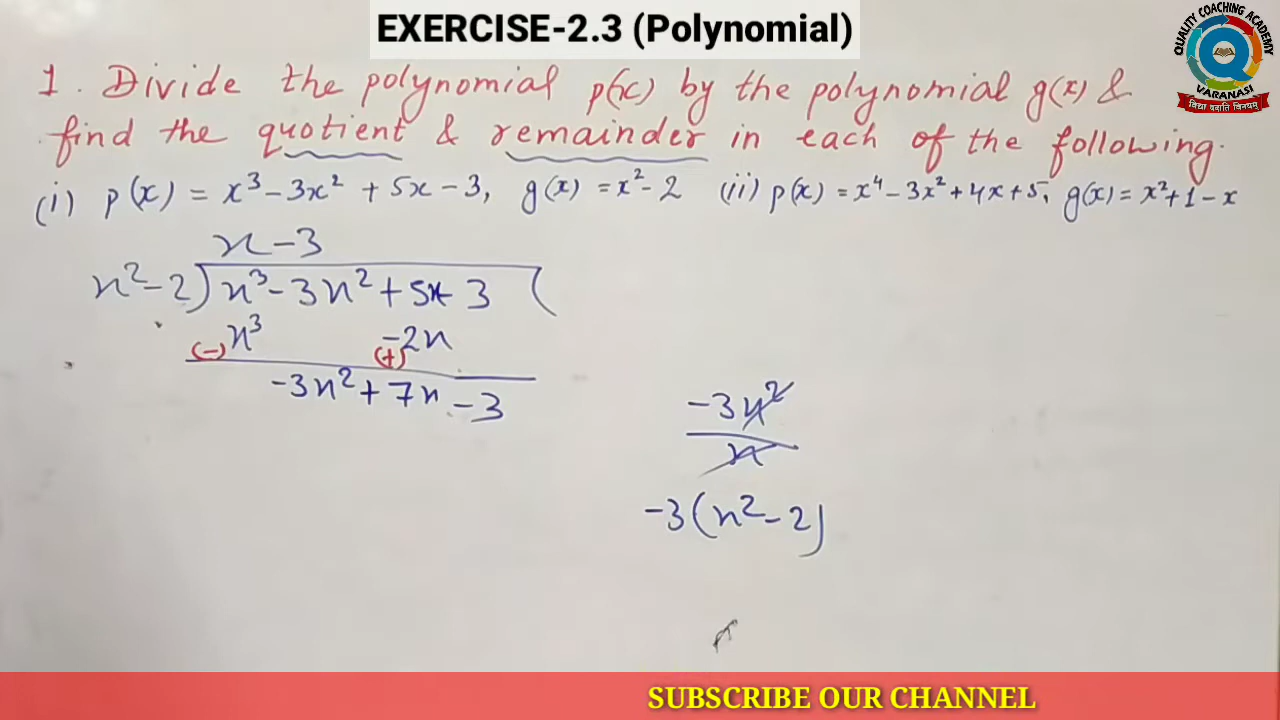 EXERCISE-2.3 (Polynomial)
QUALITY COACHING ACADEMY
VARANASI
1. Divide the polynomial p(x) by the polynomial g(x) &
find the quotient & remainder in each of the following.
(i) p(x) = x³ - 3x² + 5x - 3, g(x) = x² - 2 (ii) p(x) = x⁴ - 3x² + 4x + 5, g(x) = x² + 1 - x
x - 3
x² - 2) x³ - 3x² + 5x - 3 (
(-) x³ (+) -2x
-3x² + 7x - 3
-3x²
x
-3(x² - 2)
SUBSCRIBE OUR CHANNEL